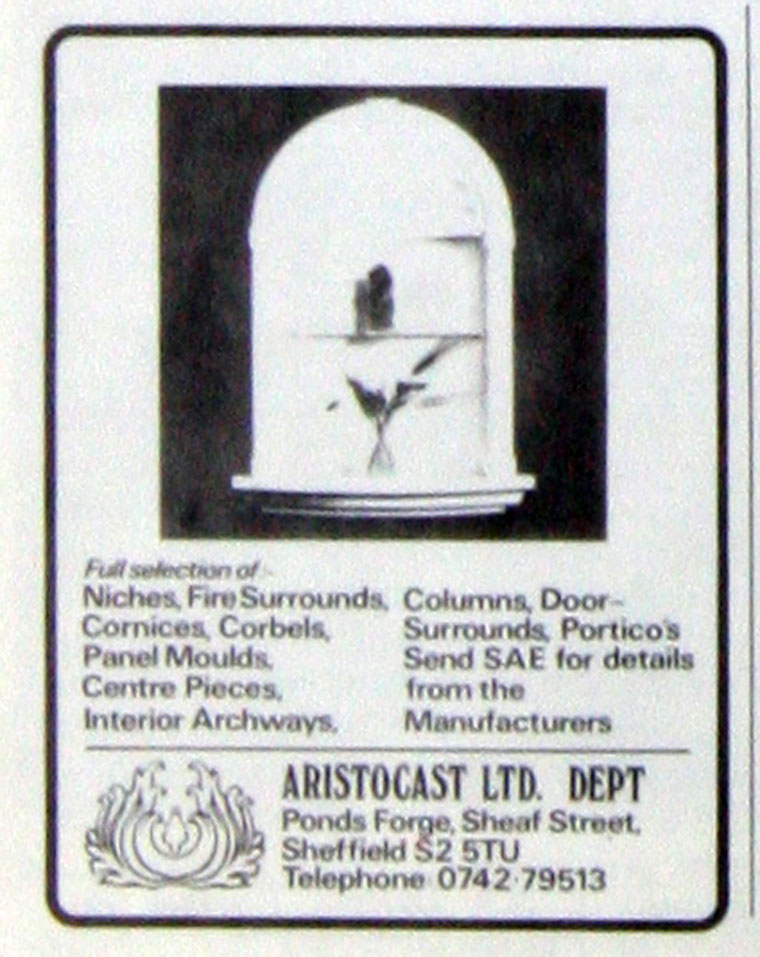 Full selection of:-
Niches, Fire Surrounds,
Cornices, Corbels,
Panel Moulds,
Centre Pieces,
Interior Archways.
Columns, Door-
Surrounds, Portico's
Send SAE for details
from the
Manufacturers
ARISTOCAST LTD. DEPT
Ponds Forge, Sheaf Street,
Sheffield S2 5TU
Telephone 0742·79513